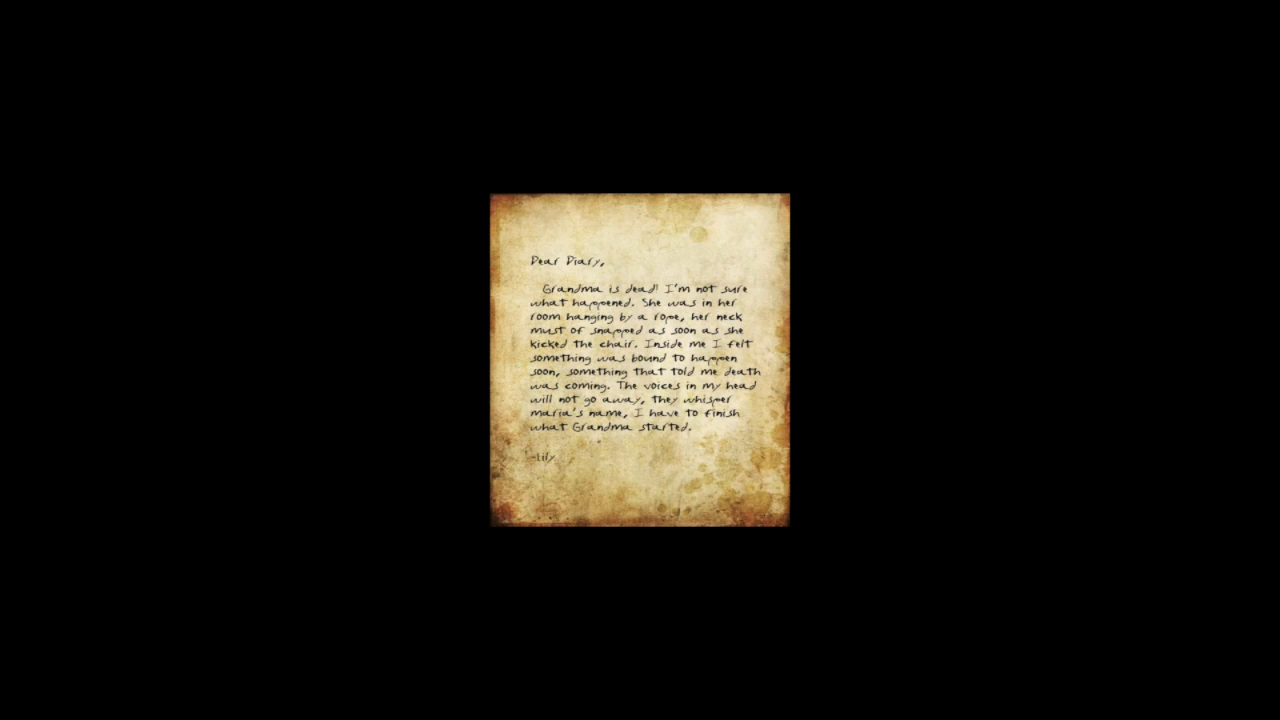 Dear Diary,
Grandma is dead! I'm not sure
what happened. She was in her
room hanging by a rope, her neck
must of snapped as soon as she
kicked the chair. Inside me I felt
something was bound to happen
soon, something that told me death
was coming. The voices in my head
will not go away, they whisper
maria's name, I have to finish
what Grandma started.
-Lily